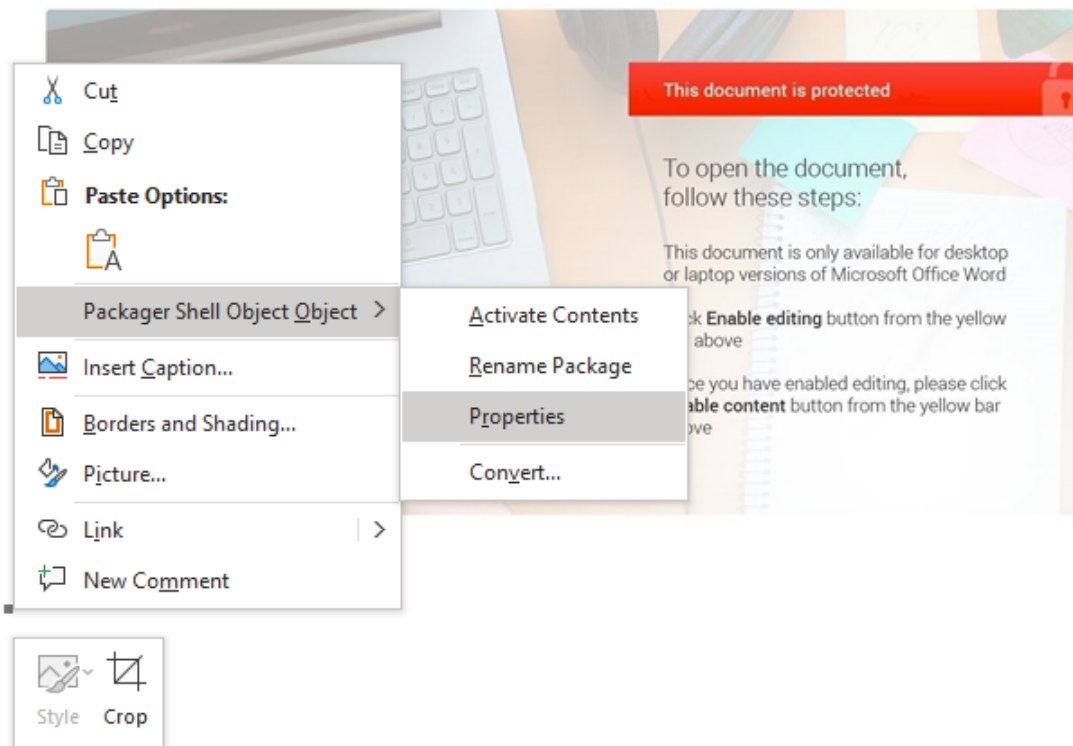 Cut
Copy
Paste Options:
A
Packager Shell Object Object
Insert Caption...
Borders and Shading...
Picture...
Link
New Comment
Style Crop
Activate Contents
Rename Package
Properties
Convert...
This document is protected
To open the document,
follow these steps:
This document is only available for desktop
or laptop versions of Microsoft Office Word
Enable editing button from the yellow
above
you have enabled editing, please click
content button from the yellow bar